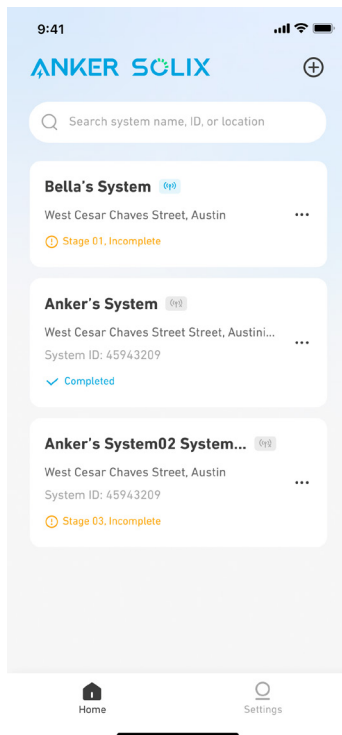 9:41
ANKER SOLIX
Search system name, ID, or location
Bella's System
West Cesar Chaves Street, Austin
Stage 01, Incomplete
Anker's System
West Cesar Chaves Street Street, Austini...
System ID: 45943209
Completed
Anker's System02 System...
West Cesar Chaves Street, Austin
System ID: 45943209
Stage 03, Incomplete
Home
Settings